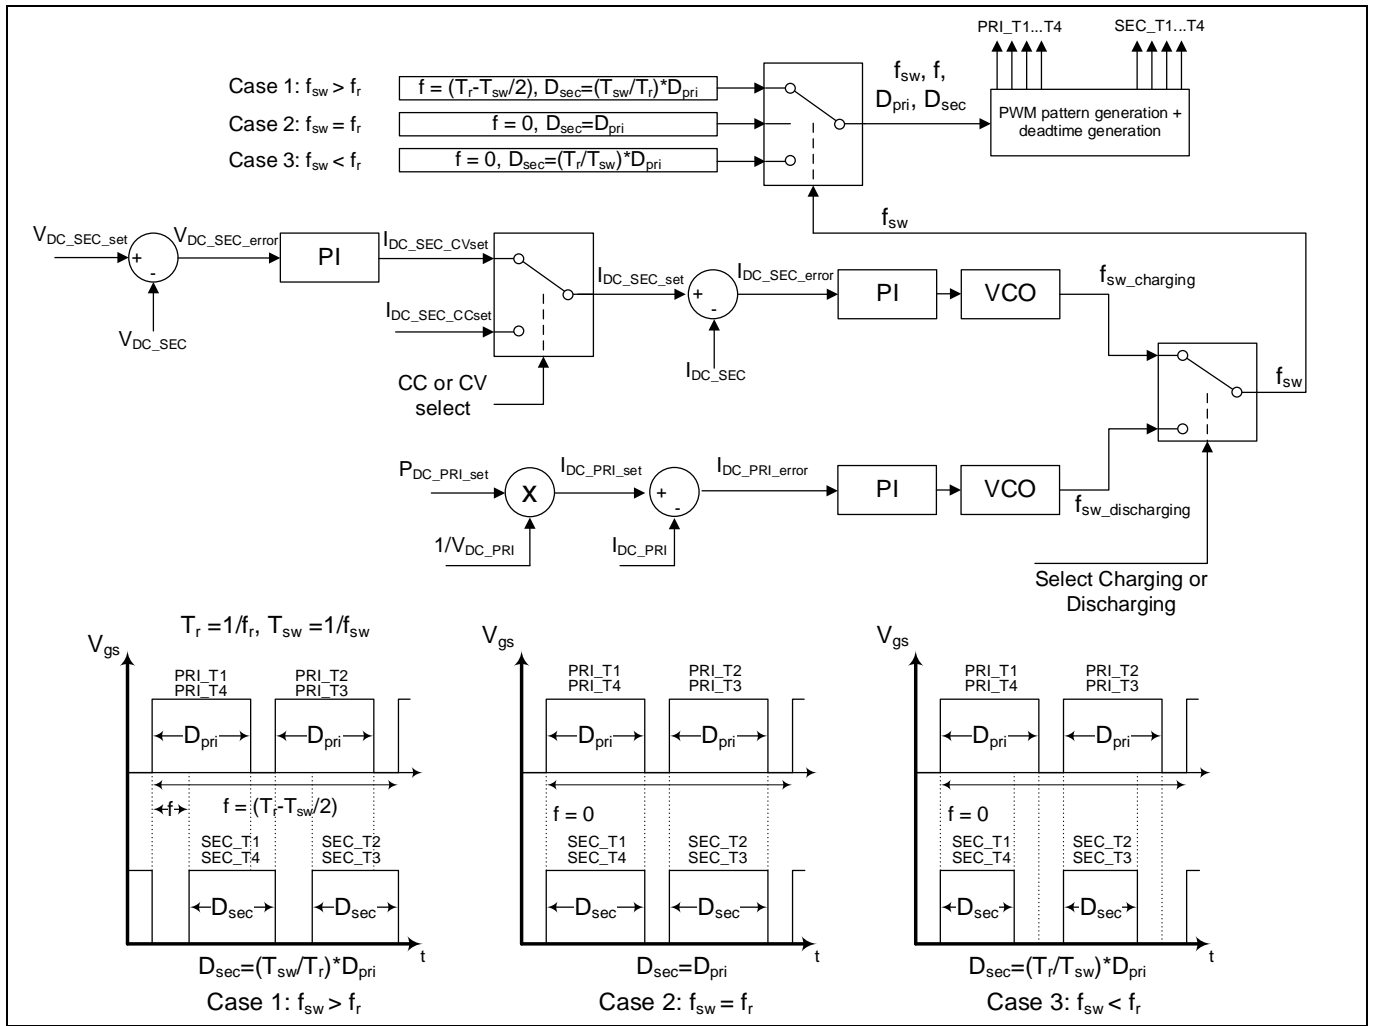 PRI_T1...T4 SEC_T1...T4
Case 1: fsw > fr f = (Tr-Tsw/2), Dsec=(Tsw/Tr)*Dpri
fsw, f,
Dpri, Dsec
Case 2: fsw = fr f = 0, Dsec=Dpri
PWM pattern generation +
deadtime generation
Case 3: fsw < fr f = 0, Dsec=(Tr/Tsw)*Dpri
fsw
VDC_SEC_set + - VDC_SEC_error PI IDC_SEC_CVset
VDC_SEC
IDC_SEC_CCset
CC or CV
select
IDC_SEC_set + - IDC_SEC_error PI VCO fsw_charging
IDC_SEC
fsw
PDC_PRI_set X IDC_PRI_set + - IDC_PRI_error PI VCO
fsw_discharging
1/VDC_PRI IDC_PRI
Select Charging or
Discharging
Tr =1/fr, Tsw =1/fsw
Vgs
PRI_T1 PRI_T2
PRI_T4 PRI_T3
Dpri Dpri
f f = (Tr-Tsw/2)
SEC_T1 SEC_T2
SEC_T4 SEC_T3
Dsec Dsec
t
Dsec=(Tsw/Tr)*Dpri
Case 1: fsw > fr
Vgs
PRI_T1 PRI_T2
PRI_T4 PRI_T3
Dpri Dpri
f = 0
SEC_T1 SEC_T2
SEC_T4 SEC_T3
Dsec Dsec
t
Dsec=Dpri
Case 2: fsw = fr
Vgs
PRI_T1 PRI_T2
PRI_T4 PRI_T3
Dpri Dpri
f = 0
SEC_T1 SEC_T2
SEC_T4 SEC_T3
Dsec Dsec
t
Dsec=(Tr/Tsw)*Dpri
Case 3: fsw < fr